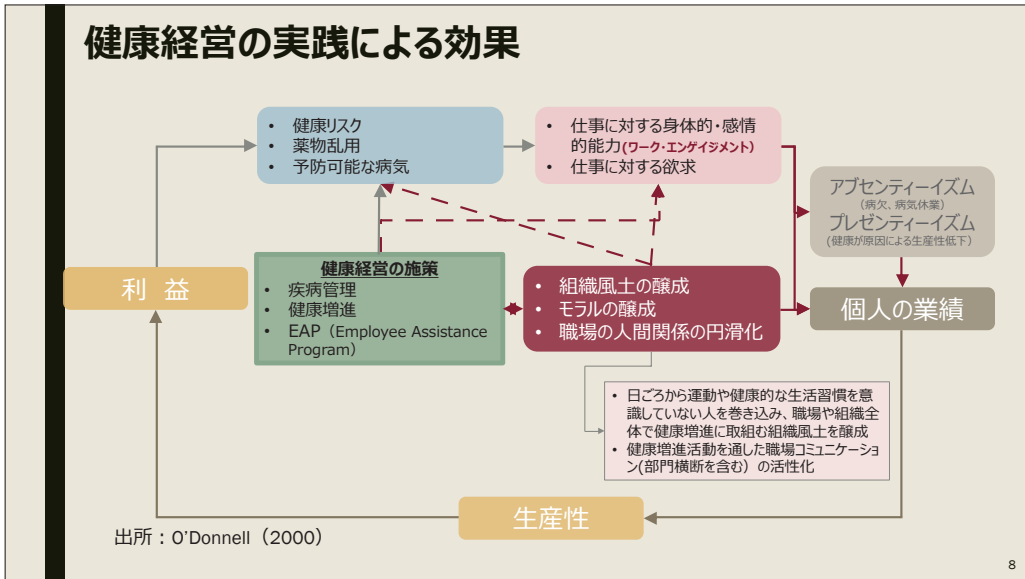 健康経営の実践による効果
• 健康リスク
• 薬物乱用
• 予防可能な病気
• 仕事に対する身体的・感情
的能力(ワーク・エンゲイジメント)
• 仕事に対する欲求
アブセンティーイズム
(病欠、病気休業)
プレゼンティーイズム
(健康が原因による生産性低下)
利 益
健康経営の施策
• 疾病管理
• 健康増進
• EAP（Employee Assistance
Program）
• 組織風土の醸成
• モラルの醸成
• 職場の人間関係の円滑化
個人の業績
• 日ごろから運動や健康的な生活習慣を意
識していない人を巻き込み、職場や組織全
体で健康増進に取組む組織風土を醸成
• 健康増進活動を通した職場コミュニケーショ
ン(部門横断を含む）の活性化
生産性
出所：O’Donnell（2000）
8